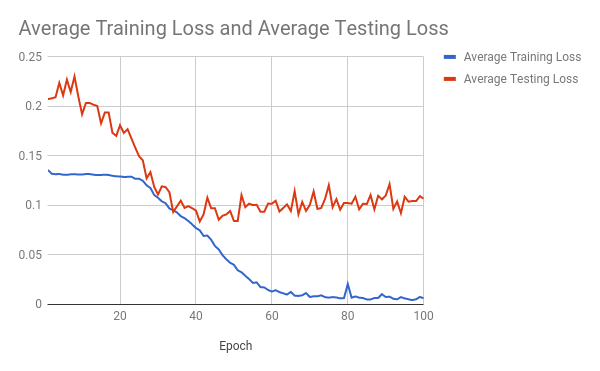 Average Training Loss and Average Testing Loss
0.25
0.2
0.15
0.1
0.05
0
20
40
60
80
100
Epoch
Average Training Loss
Average Testing Loss